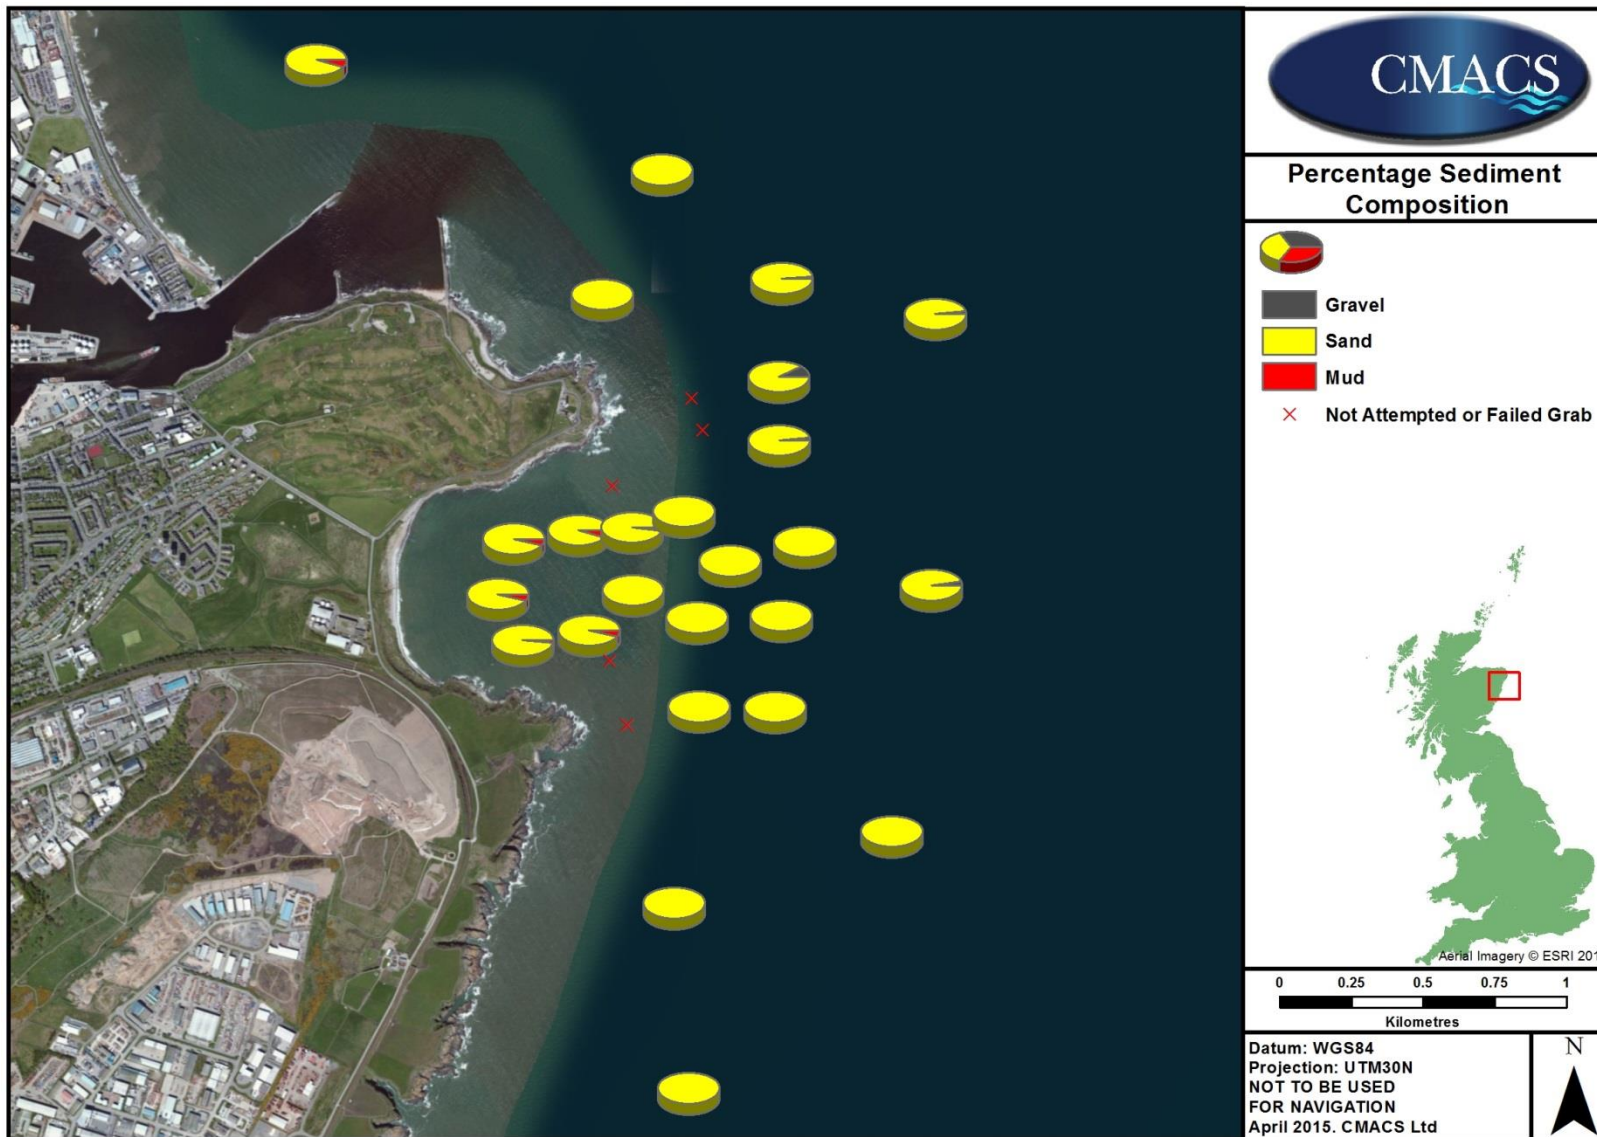 CMACS
Percentage Sediment
Composition
Gravel
Sand
Mud
Not Attempted or Failed Grab
Aerial Imagery © ESRI 201
0 0.25 0.5 0.75 1
Kilometres
Datum: WGS84
Projection: UTM30N
NOT TO BE USED
FOR NAVIGATION
April 2015. CMACS Ltd
N